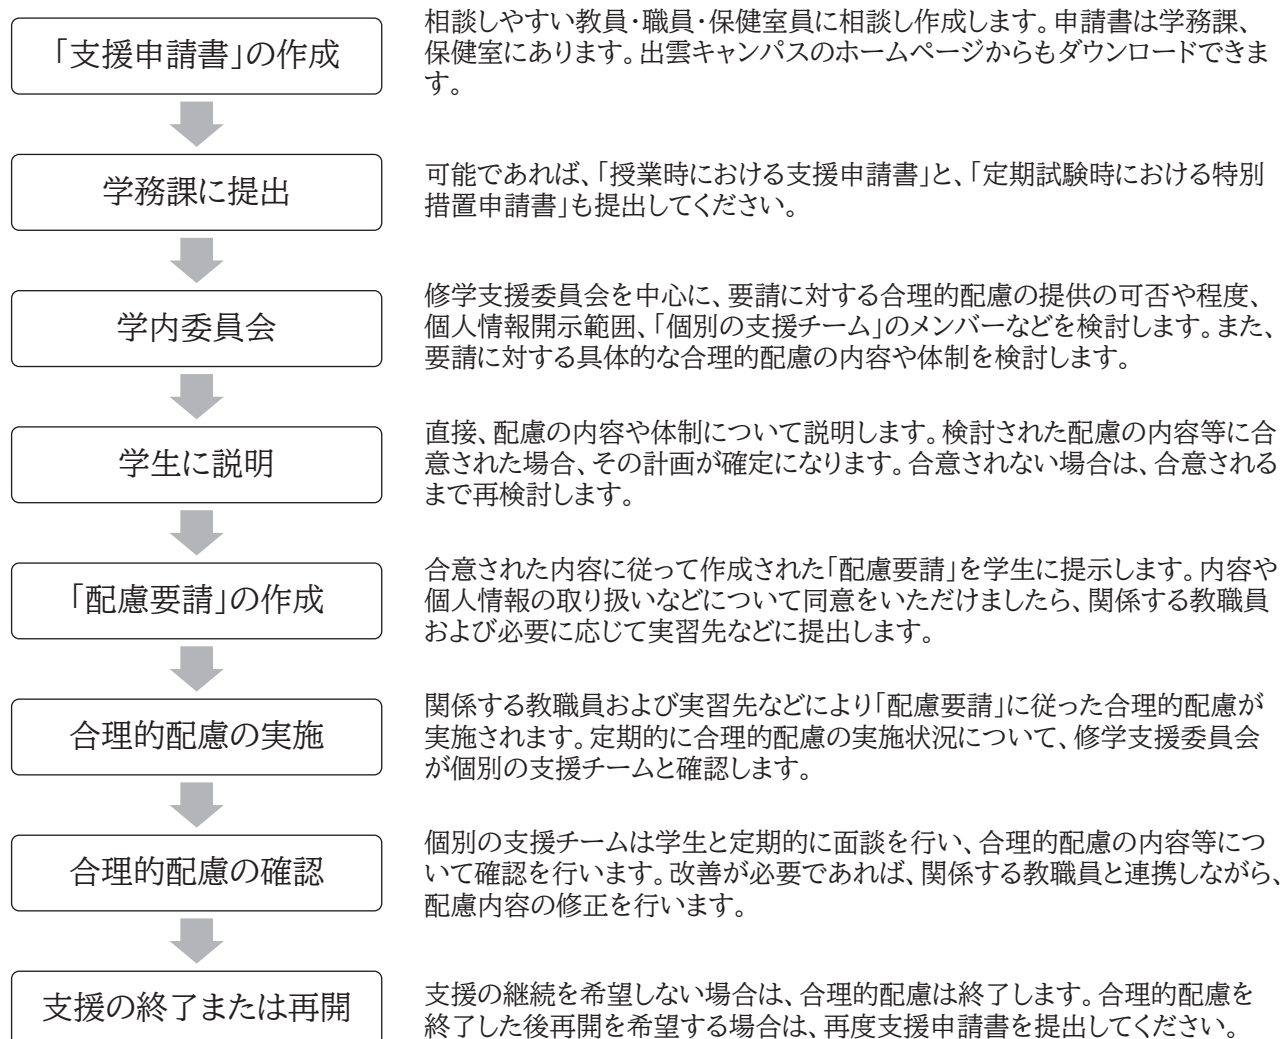 「支援申請書」の作成
相談しやすい教員・職員・保健室員に相談し作成します。申請書は学務課、
保健室にあります。出雲キャンパスのホームページからもダウンロードできま
す。
学務課に提出
可能であれば、「授業時における支援申請書」と、「定期試験時における特別
措置申請書」も提出してください。
学内委員会
修学支援委員会を中心に、要請に対する合理的配慮の提供の可否や程度、
個人情報開示範囲、「個別の支援チーム」のメンバーなどを検討します。また、
要請に対する具体的な合理的配慮の内容や体制を検討します。
学生に説明
直接、配慮の内容や体制について説明します。検討された配慮の内容等に合
意された場合、その計画が確定になります。合意されない場合は、合意される
まで再検討します。
「配慮要請」の作成
合意された内容に従って作成された「配慮要請」を学生に提示します。内容や
個人情報の取り扱いなどについて同意をいただけましたら、関係する教職員
および必要に応じて実習先などに提出します。
合理的配慮の実施
関係する教職員および実習先などにより「配慮要請」に従った合理的配慮が
実施されます。定期的に合理的配慮の実施状況について、修学支援委員会
が個別の支援チームと確認します。
合理的配慮の確認
個別の支援チームは学生と定期的に面談を行い、合理的配慮の内容等につ
いて確認を行います。改善が必要であれば、関係する教職員と連携しながら、
配慮内容の修正を行います。
支援の終了または再開
支援の継続を希望しない場合は、合理的配慮は終了します。合理的配慮を
終了した後再開を希望する場合は、再度支援申請書を提出してください。